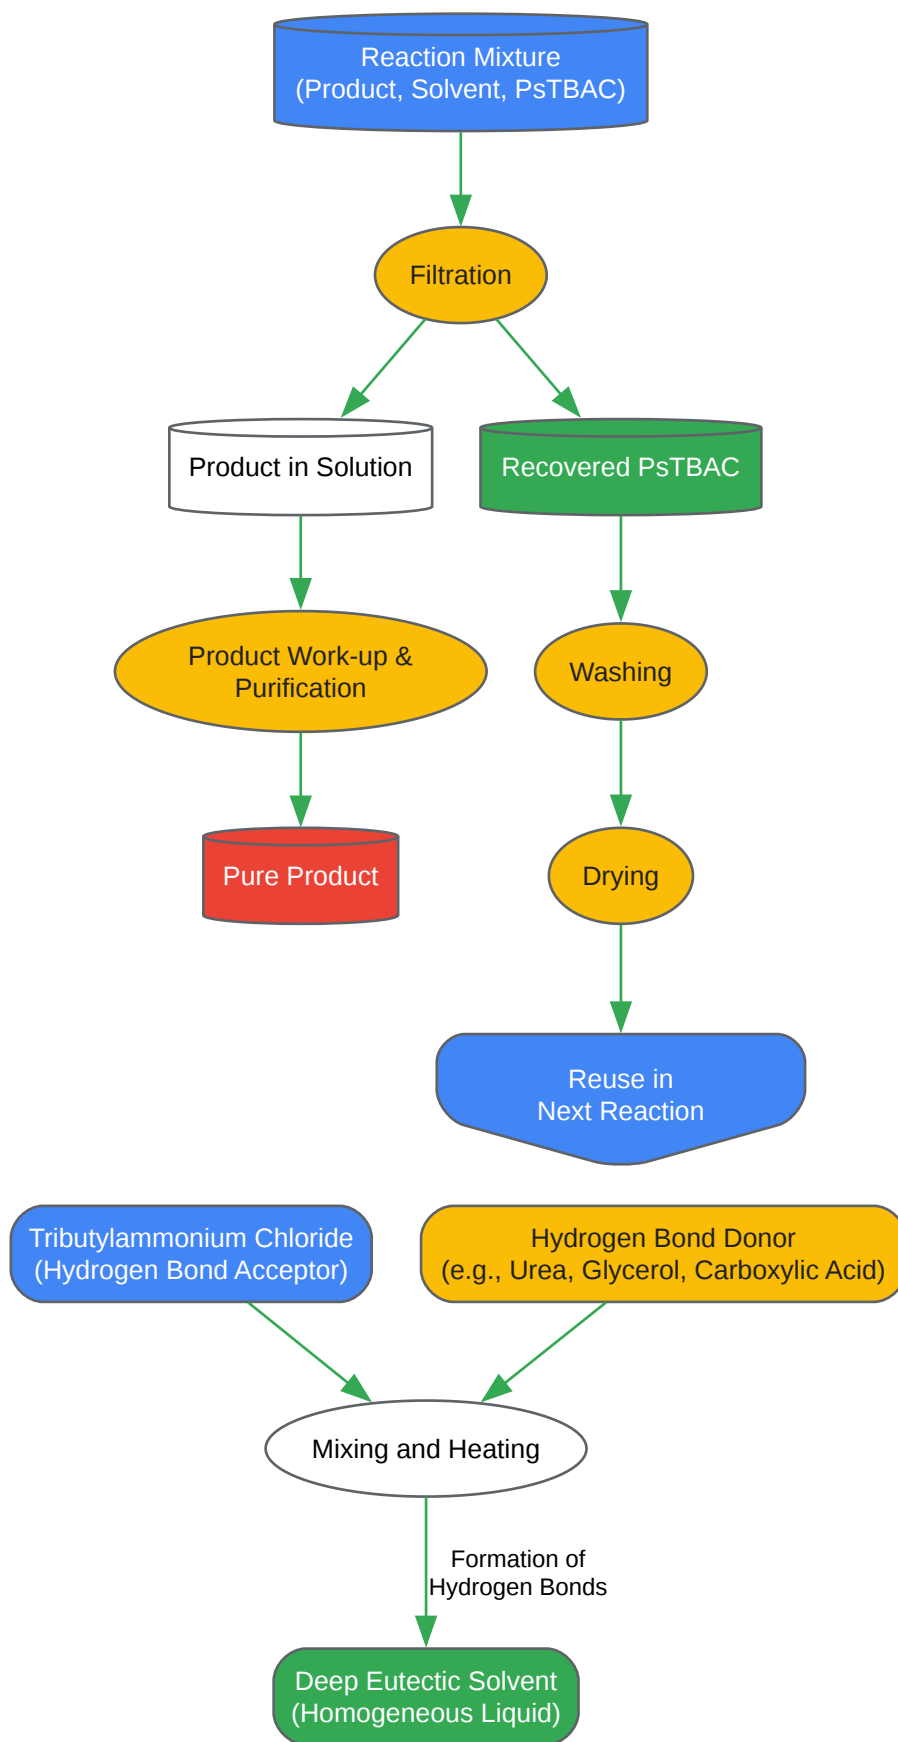 Reaction Mixture
(Product, Solvent, PsTBAC)
Filtration
Product in Solution
Recovered PsTBAC
Product Work-up &
Purification
Washing
Pure Product
Drying
Reuse in
Next Reaction
Tributylammonium Chloride
(Hydrogen Bond Acceptor)
Hydrogen Bond Donor
(e.g., Urea, Glycerol, Carboxylic Acid)
Mixing and Heating
Formation of
Hydrogen Bonds
Deep Eutectic Solvent
(Homogeneous Liquid)